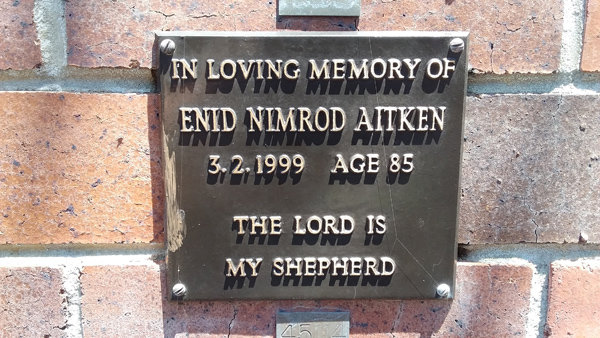 IN LOVING MEMORY OF
ENID NIMROD AITKEN
3.2.1999 AGE 85
THE LORD IS
MY SHEPHERD